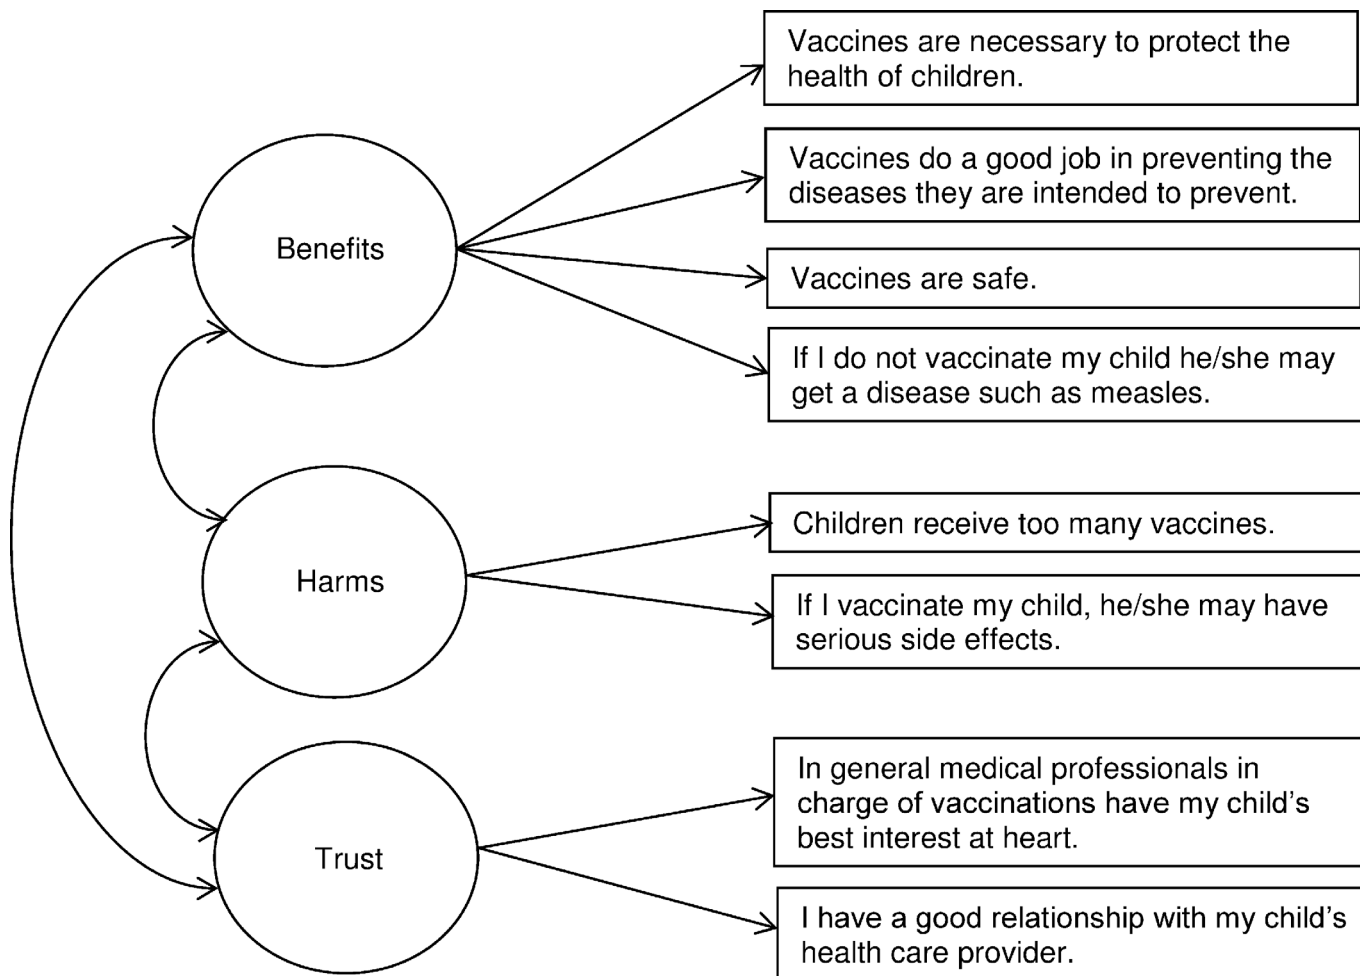 Vaccines are necessary to protect the
health of children.
Vaccines do a good job in preventing the
diseases they are intended to prevent.
Benefits
Vaccines are safe.
If I do not vaccinate my child he/she may
get a disease such as measles.
Children receive too many vaccines.
Harms
If I vaccinate my child, he/she may have
serious side effects.
In general medical professionals in
charge of vaccinations have my child’s
best interest at heart.
Trust
I have a good relationship with my child’s
health care provider.